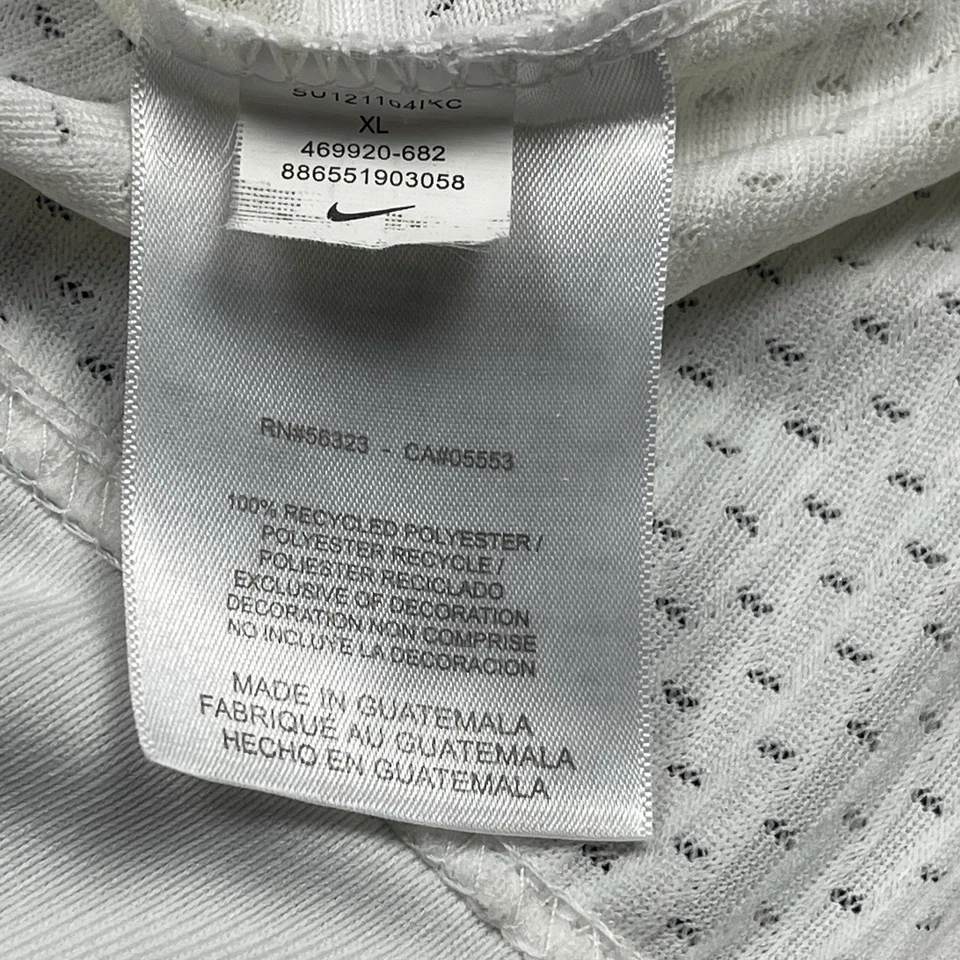 XL
469920-682
886551903058
RN#56323 - CA#05553
100% RECYCLED POLYESTER /
POLYESTER RECYCLE /
POLIESTER RECICLADO
EXCLUSIVE OF DECORATION
DECORATION NON COMPRISE
NO INCLUYE LA DECORACION
MADE IN GUATEMALA
FABRIQUÉ AU GUATEMALA
HECHO EN GUATEMALA